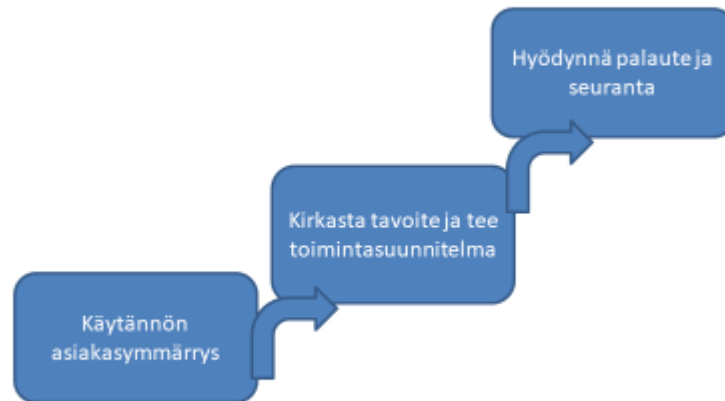 Hyödynnä palaute ja
seuranta
Kirkasta tavoite ja tee
toimintasuunnitelma
Käytännön
asiakasymmärrys